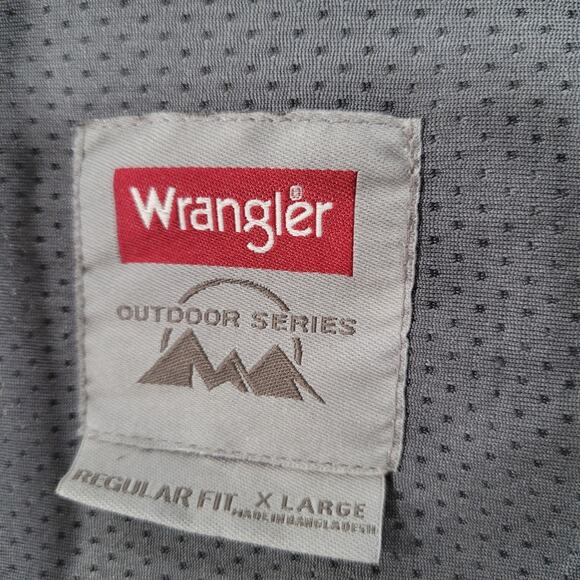 Wrangler®
OUTDOOR SERIES
REGULAR FIT X LARGE
MADE IN BANGLADESH